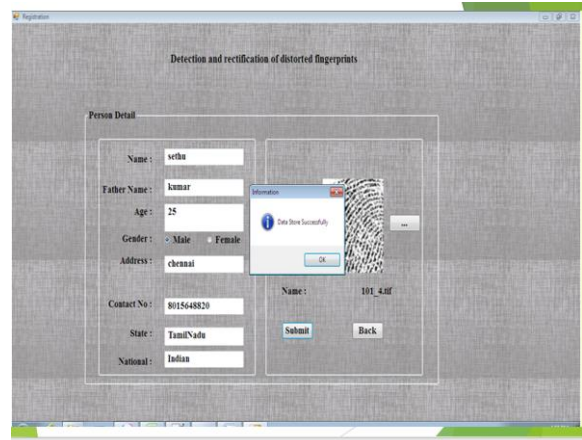 Registration
Detection and rectification of distorted fingerprints
Person Detail
Name : sethu
Father Name : kumar
Age : 25
Gender : Male Female
Address : chennai
Contact No : 8015648820
State : TamilNadu
National : Indian
Information
Data Store Successfully
OK
...
Name : 101_4.tif
Submit Back